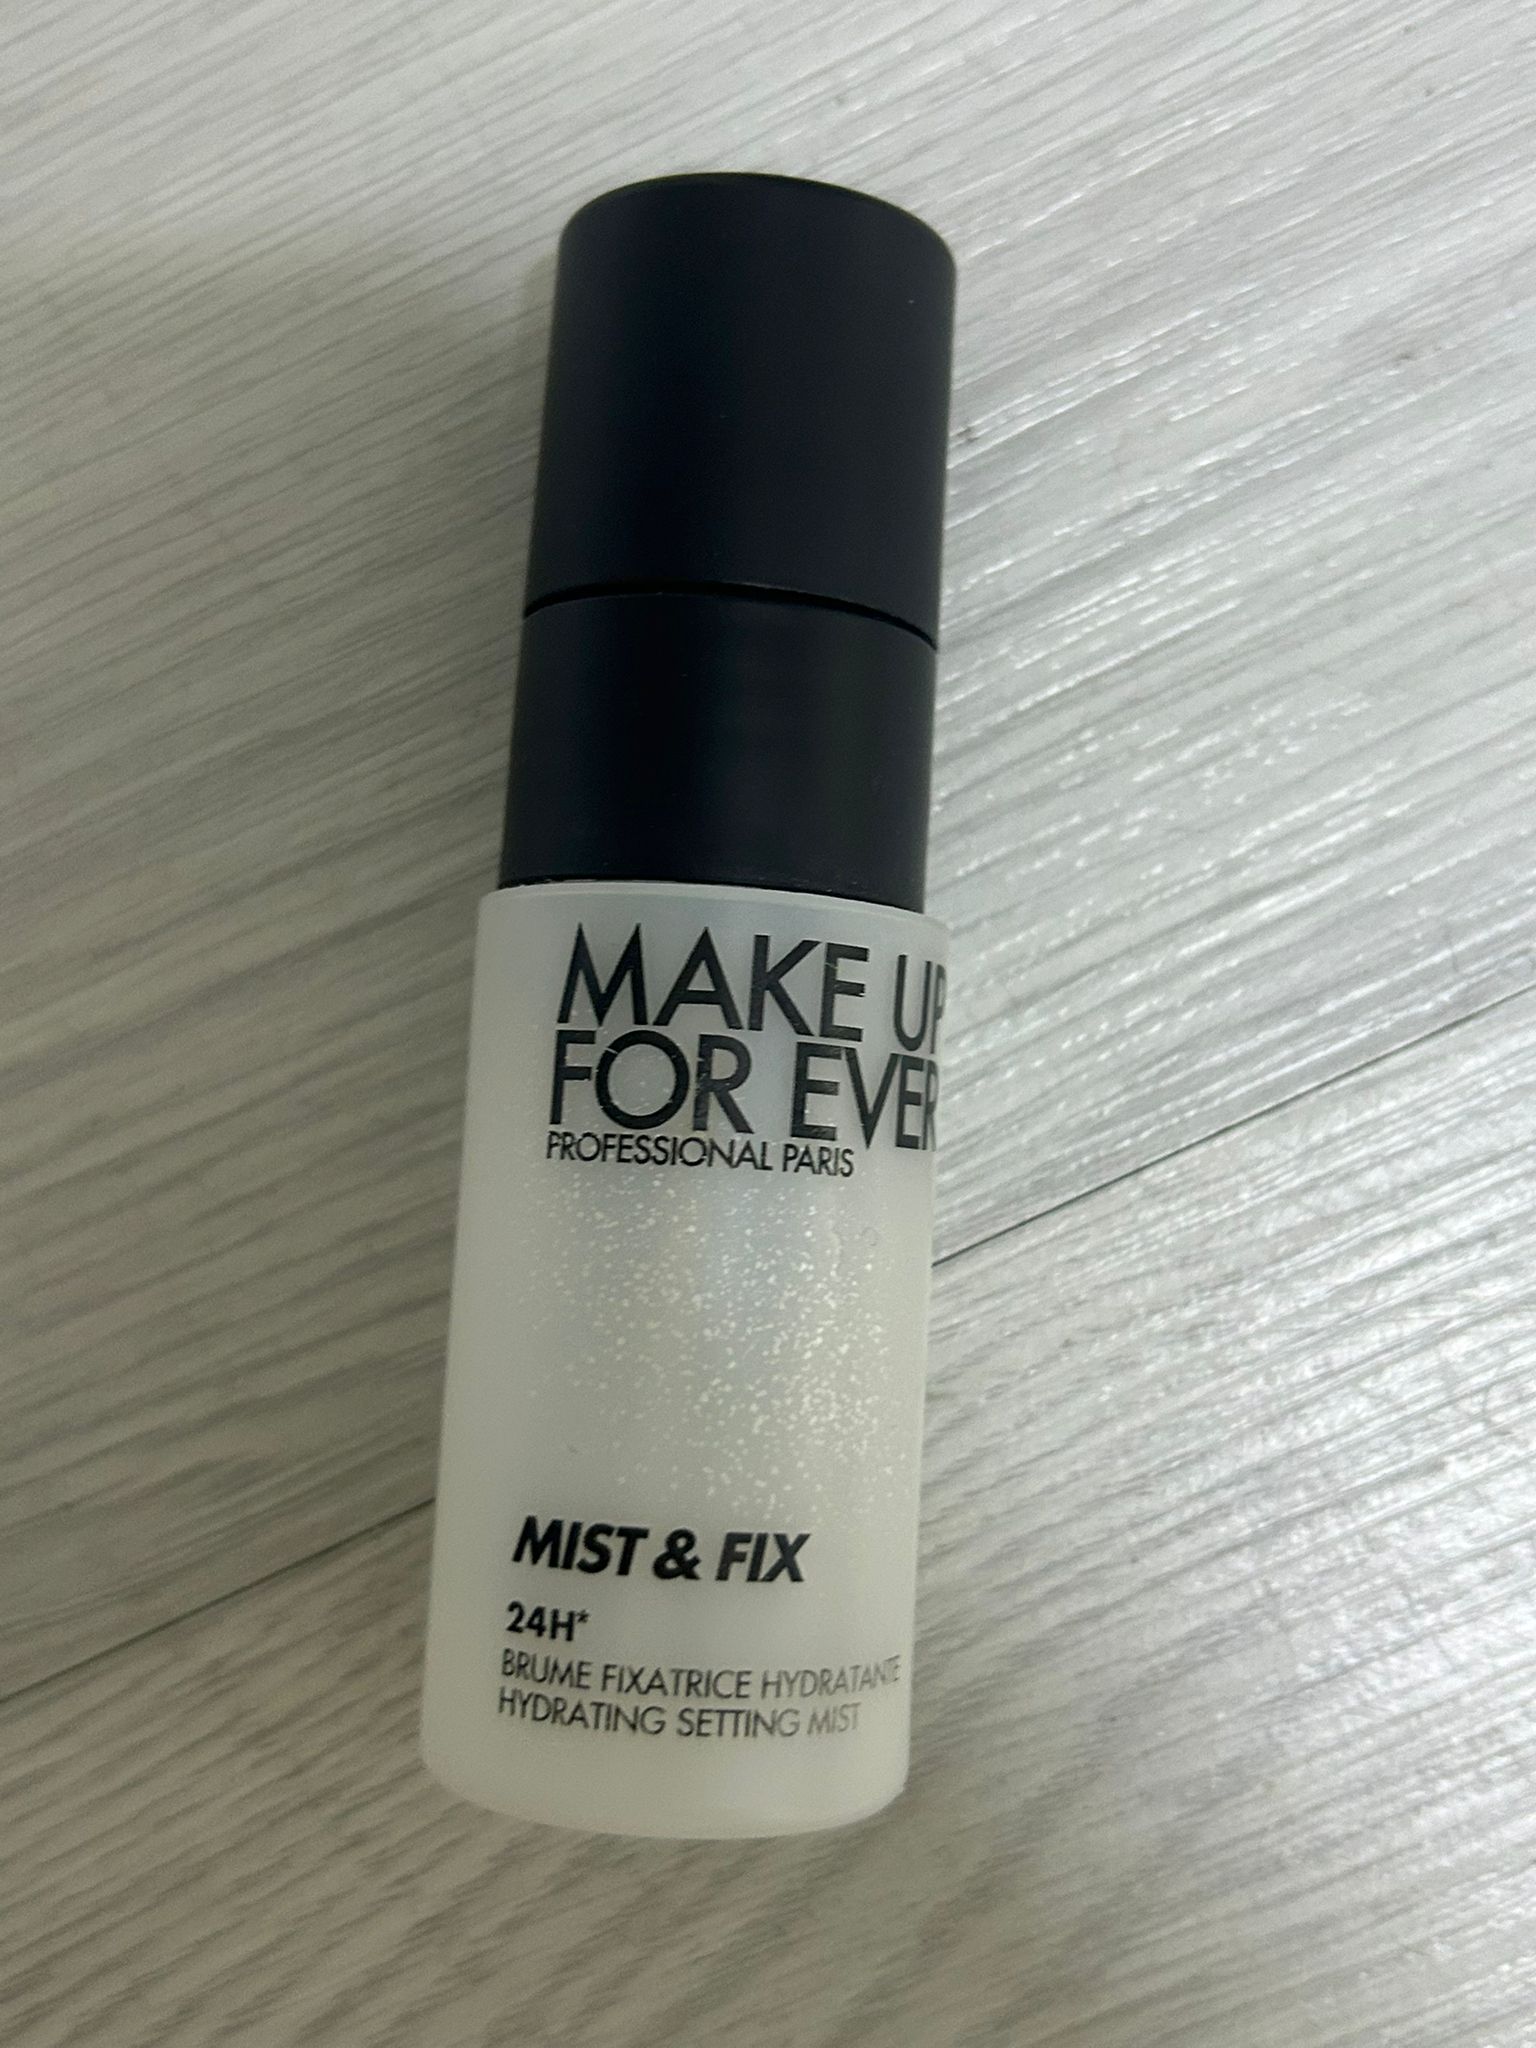 MAKE UP
FOR EVER
PROFESSIONAL PARIS
MIST & FIX
24H*
BRUME FIXATRICE HYDRATANTE
HYDRATING SETTING MIST